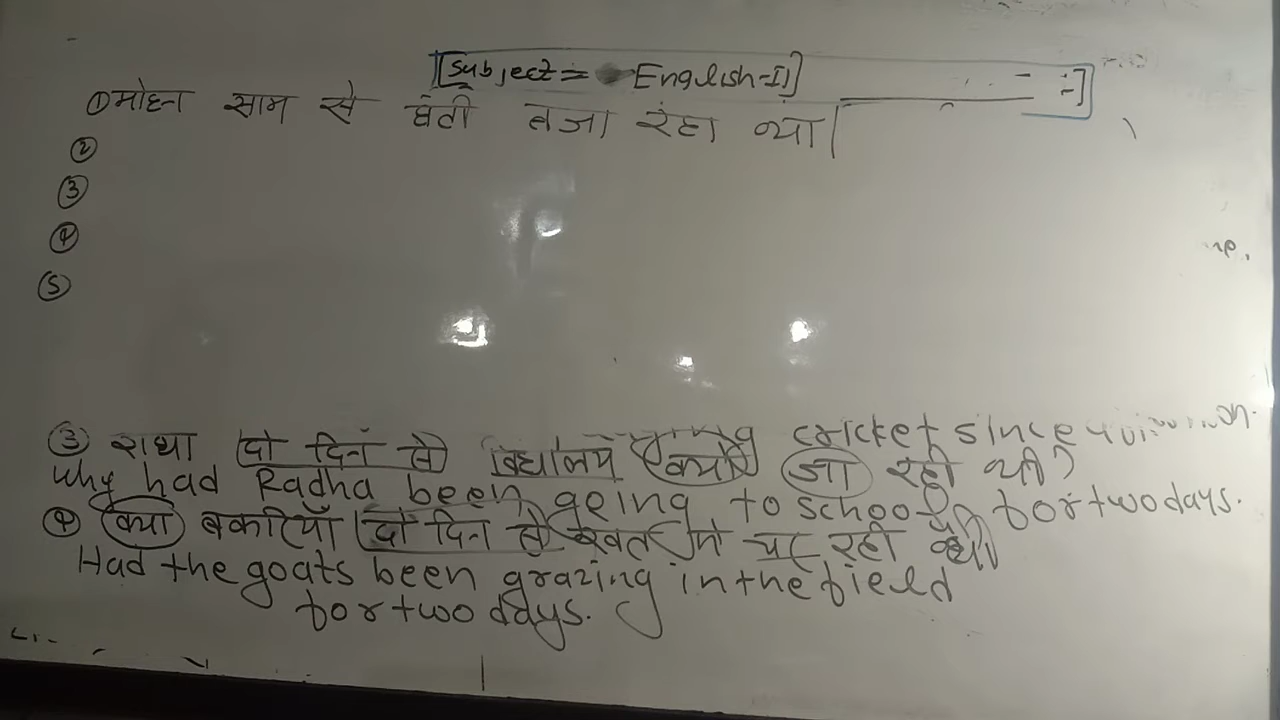 [Subject = English-II]
① मोहन साम से घंटी बजा रहा था।
②
③
④
⑤
cricket since
③ राधा दो दिन से विद्यालय क्यों जा रही थी?
Why had Radha been going to school for two days.
④ क्या बकरियाँ दो दिन से खेत में चर रही थी।
Had the goats been grazing in the field
for two days.